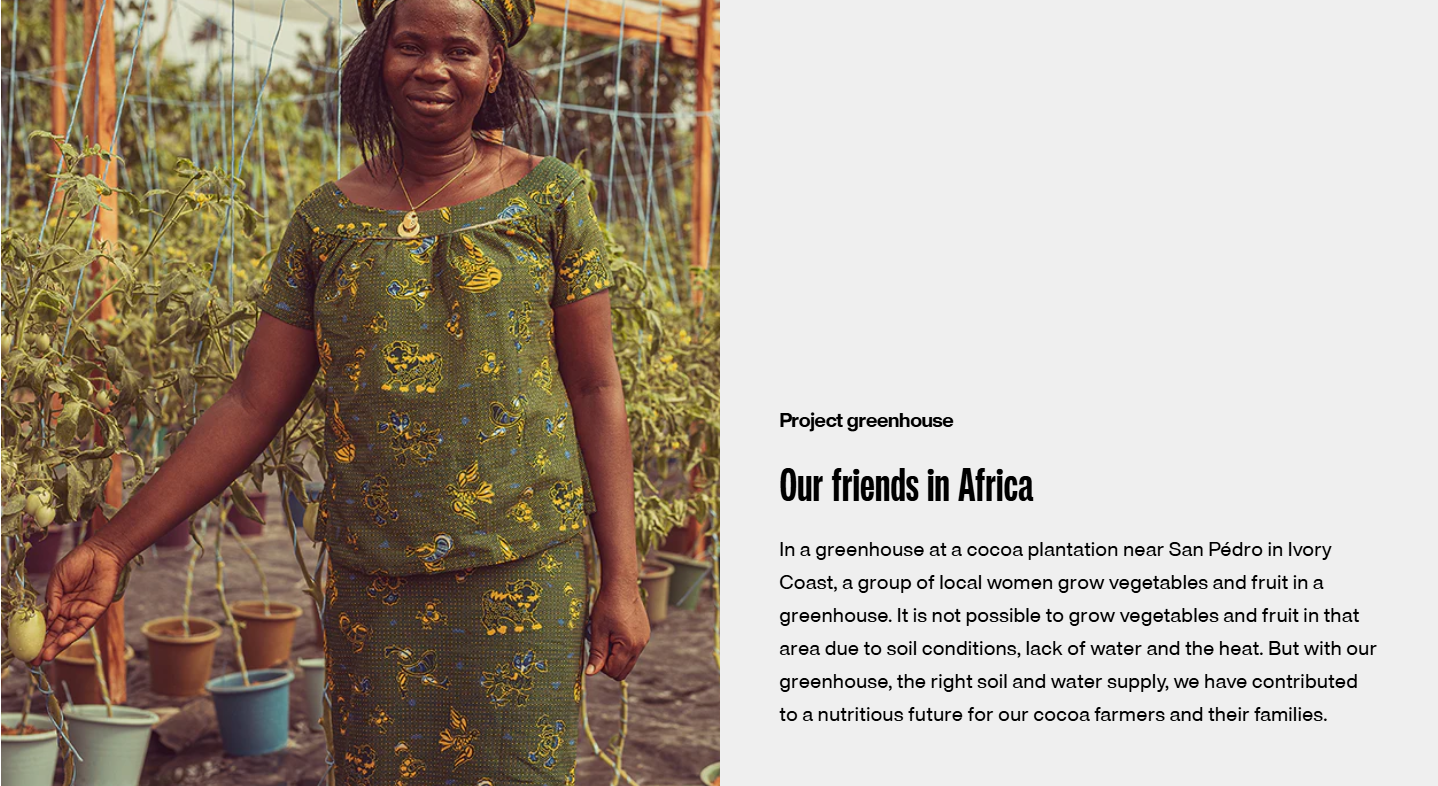 Project greenhouse
Our friends in Africa
In a greenhouse at a cocoa plantation near San Pédro in Ivory
Coast, a group of local women grow vegetables and fruit in a
greenhouse. It is not possible to grow vegetables and fruit in that
area due to soil conditions, lack of water and the heat. But with our
greenhouse, the right soil and water supply, we have contributed
to a nutritious future for our cocoa farmers and their families.